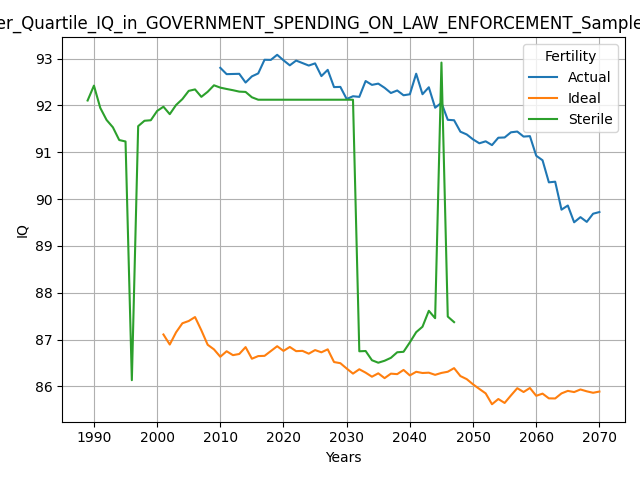 er_Quartile_IQ_in_GOVERNMENT_SPENDING_ON_LAW_ENFORCEMENT_Sample
Fertility
Actual
Ideal
Sterile
IQ
93
92
91
90
89
88
87
86
1990 2000 2010 2020 2030 2040 2050 2060 2070
Years